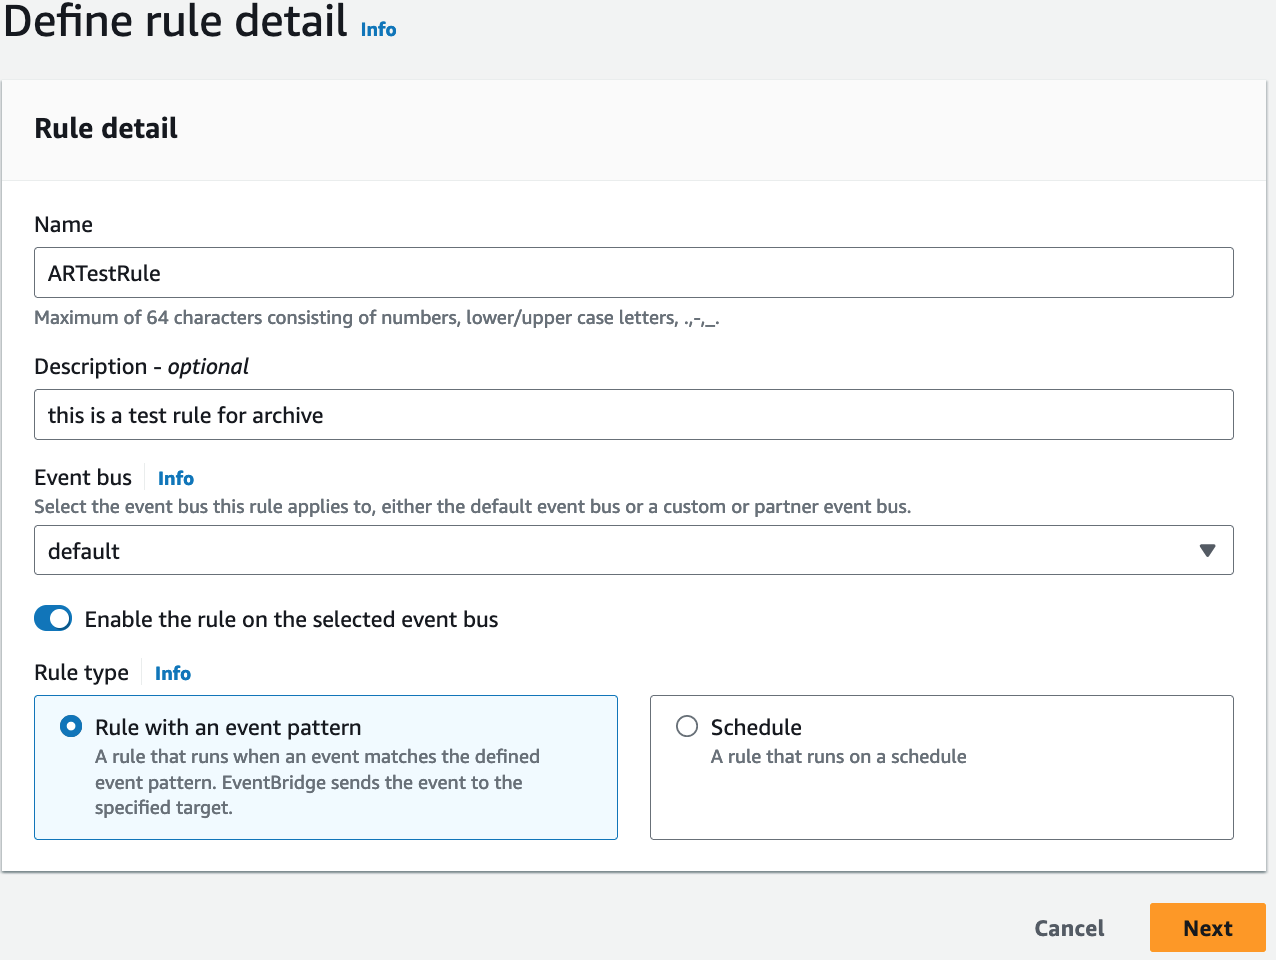 Define rule detail Info
Rule detail
Name
ARTestRule
Maximum of 64 characters consisting of numbers, lower/upper case letters, .,-,_.
Description - optional
this is a test rule for archive
Event bus Info
Select the event bus this rule applies to, either the default event bus or a custom or partner event bus.
default
Enable the rule on the selected event bus
Rule type Info
Rule with an event pattern
A rule that runs when an event matches the defined
event pattern. EventBridge sends the event to the
specified target.
Schedule
A rule that runs on a schedule
Cancel
Next